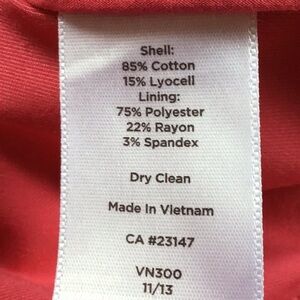 Shell:
85% Cotton
15% Lyocell
Lining:
75% Polyester
22% Rayon
3% Spandex
Dry Clean
Made In Vietnam
CA #23147
VN300
11/13